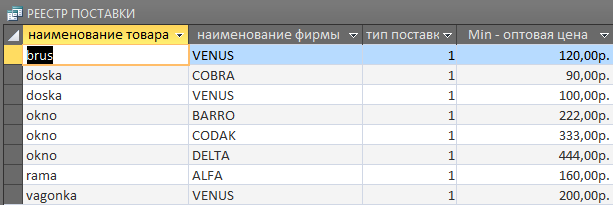 РЕЕСТР ПОСТАВКИ
наименование товара наименование фирмы тип поставк Min - оптовая цена
brus VENUS 1 120,00р.
doska COBRA 1 90,00р.
doska VENUS 1 100,00р.
okno BARRO 1 222,00р.
okno CODAK 1 333,00р.
okno DELTA 1 444,00р.
rama ALFA 1 160,00р.
vagonka VENUS 1 200,00р.